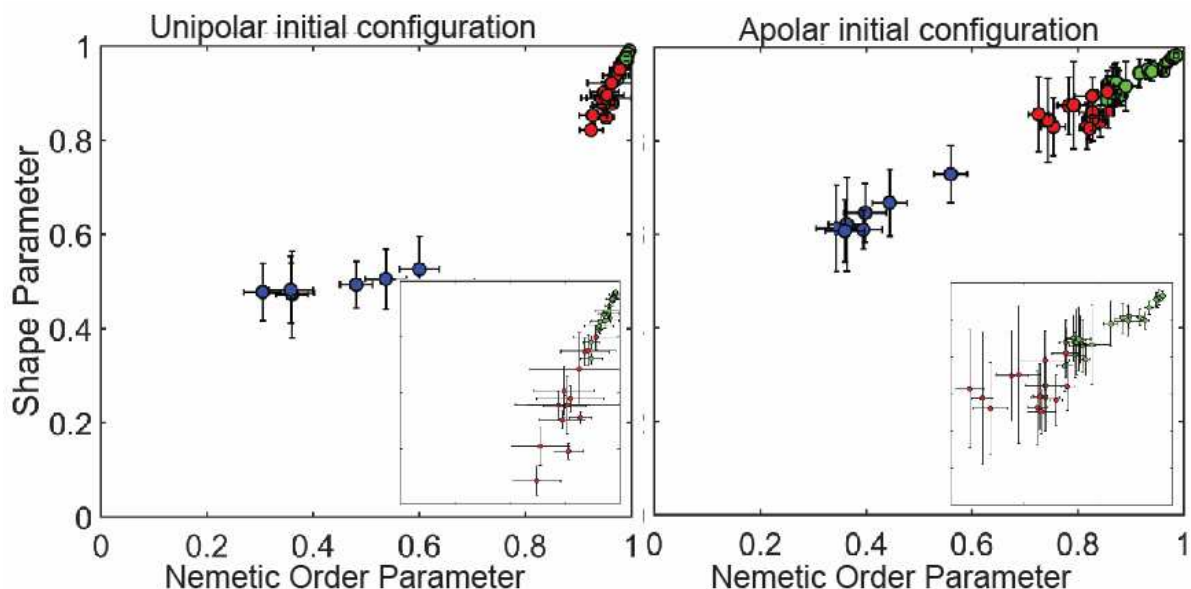 Unipolar initial configuration
Apolar initial configuration
Shape Parameter
1
0.8
0.6
0.4
0.2
0
0 0.2 0.4 0.6 0.8 1
0 0.2 0.4 0.6 0.8 1
Nemetic Order Parameter
Nemetic Order Parameter